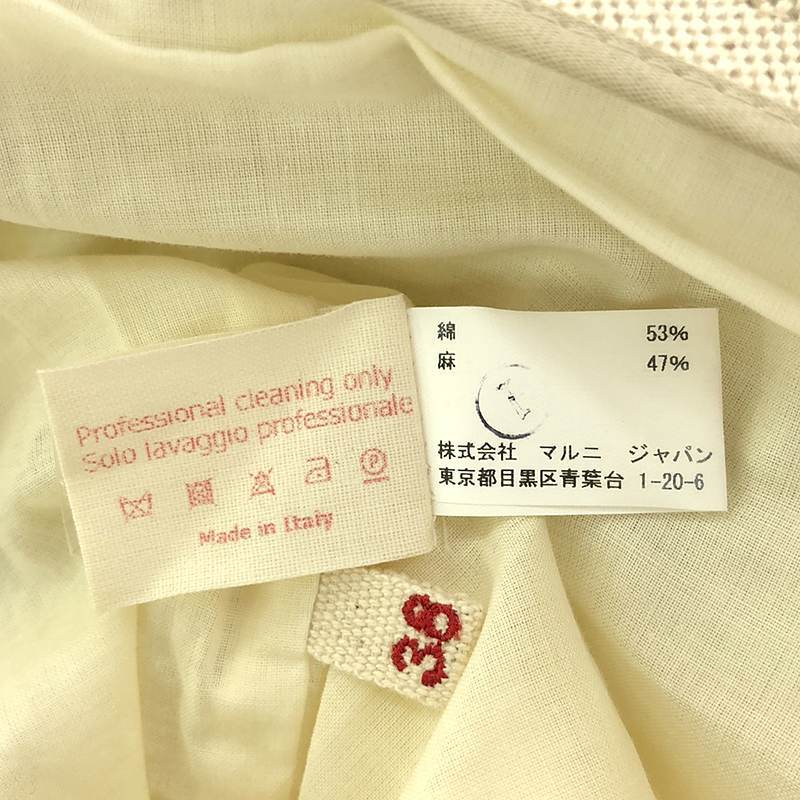 Professional cleaning only
Solo lavaggio professionale
Made in Italy
綿 53%
麻 47%
1
株式会社 マルニ ジャパン
東京都目黒区青葉台 1-20-6
38